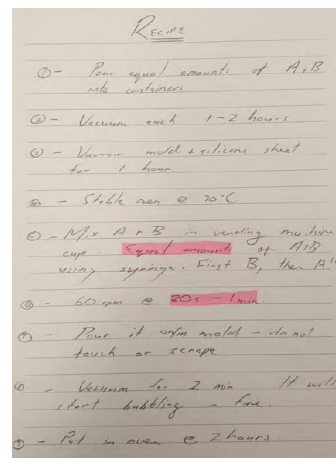 RECIPE
① - Pour equal amounts of A+B
into containers
② - Vacuum each 1-2 hours
③ - Vacuum mold + silicone sheet
for 1 hour
④ - Stable oven @ 70°C
⑤ - Mix A + B in vending machine
cups. Equal amounts of A+B
using syringe. First B, then A!
⑥ - 60 rpm @ 20s - 1min.
⑦ - Pour it onto mold - do not
touch or scrape
⑧ - Vacuum for 2 min It will
start bubbling - fine.
⑨ - Put in oven @ 2 hours.